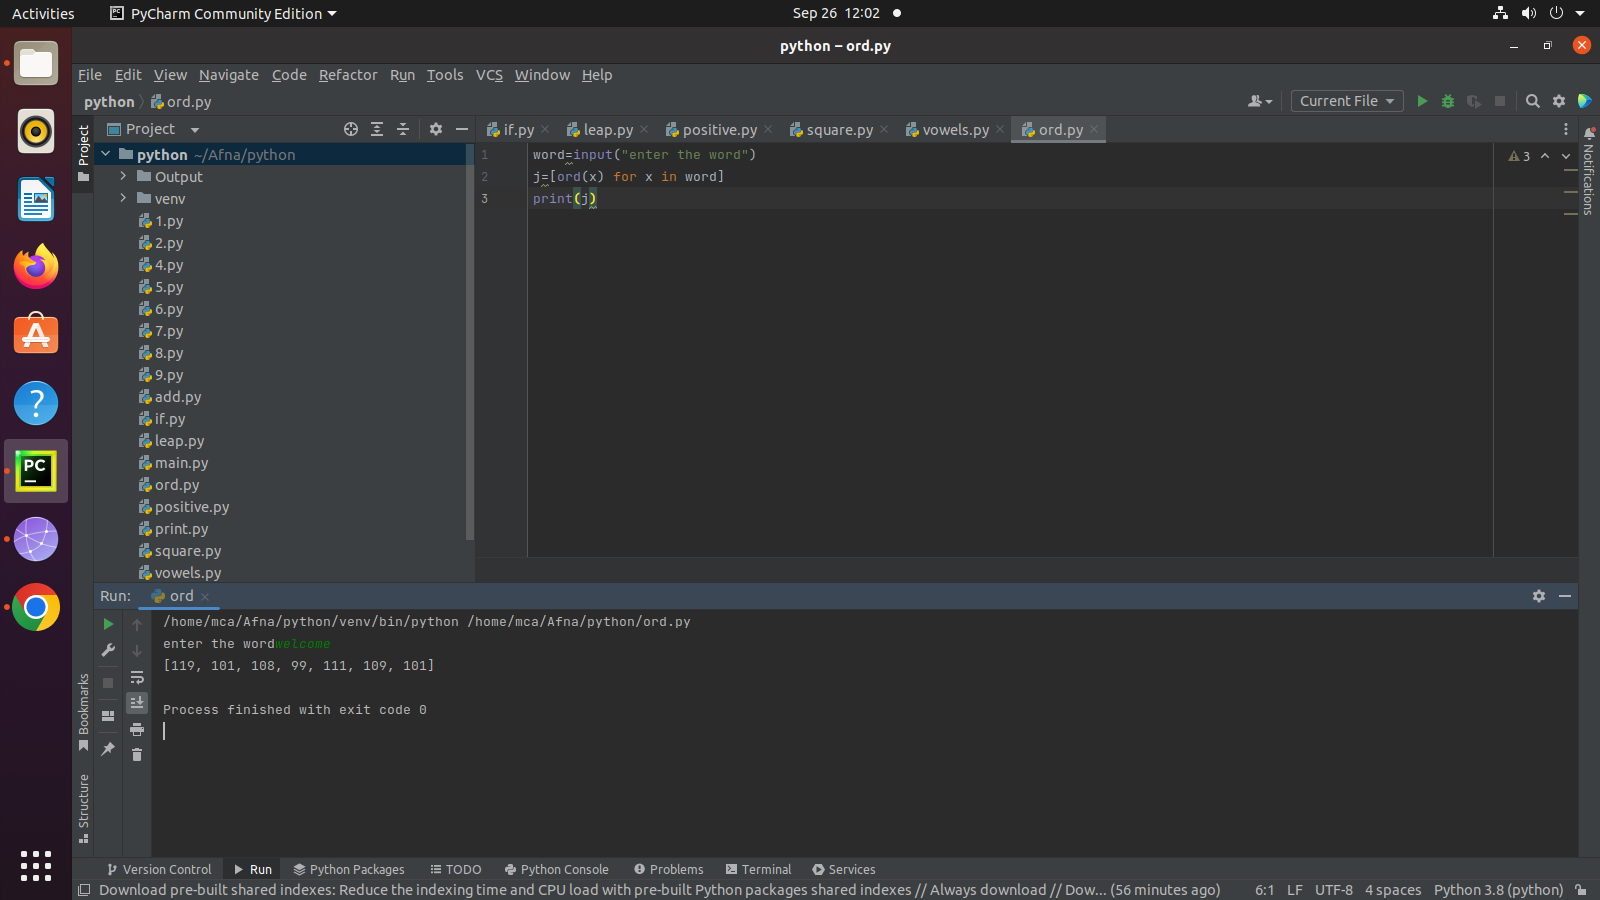 Activities PyCharm Community Edition Sep 26 12:02
python – ord.py
File Edit View Navigate Code Refactor Run Tools VCS Window Help
python ord.py Current File
Project if.py leap.py positive.py square.py vowels.py ord.py
Project
python ~/Afna/python
Output
venv
1.py
2.py
4.py
5.py
6.py
7.py
8.py
9.py
add.py
if.py
leap.py
main.py
ord.py
positive.py
print.py
square.py
vowels.py
1 word=input("enter the word")
2 j=[ord(x) for x in word]
3 print(j)
3
Notifications
Run: ord
/home/mca/Afna/python/venv/bin/python /home/mca/Afna/python/ord.py
enter the wordwelcome
[119, 101, 108, 99, 111, 109, 101]
Process finished with exit code 0
Bookmarks
Structure
PC
Version Control Run Python Packages TODO Python Console Problems Terminal Services
Download pre-built shared indexes: Reduce the indexing time and CPU load with pre-built Python packages shared indexes // Always download // Dow... (56 minutes ago) 6:1 LF UTF-8 4 spaces Python 3.8 (python)